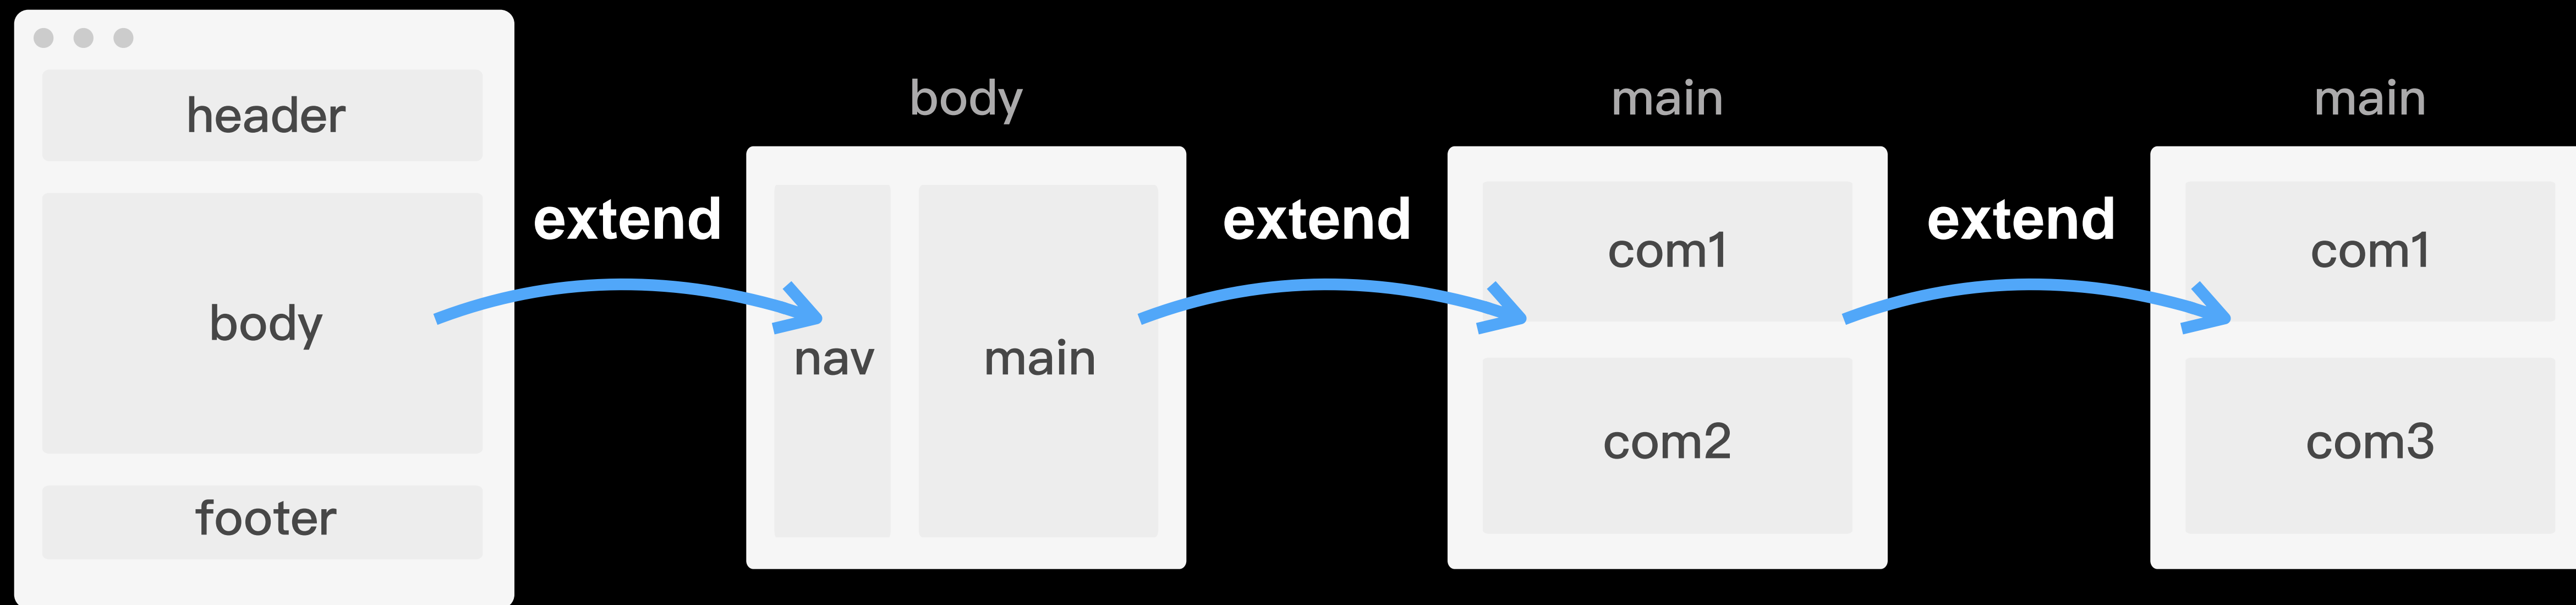 header
body
footer
extend
body
nav
main
extend
main
com1
com2
extend
main
com1
com3